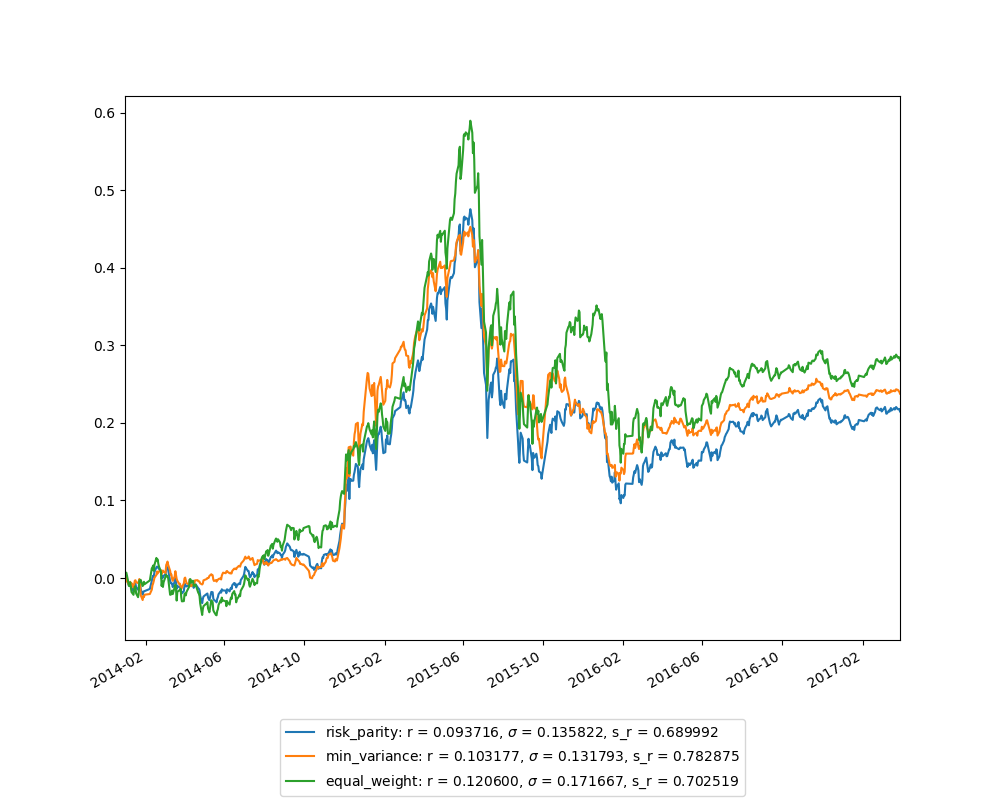 0.6
0.5
0.4
0.3
0.2
0.1
0.0
2014-02 2014-06 2014-10 2015-02 2015-06 2015-10 2016-02 2016-06 2016-10 2017-02
risk_parity: r = 0.093716, σ = 0.135822, s_r = 0.689992
min_variance: r = 0.103177, σ = 0.131793, s_r = 0.782875
equal_weight: r = 0.120600, σ = 0.171667, s_r = 0.702519